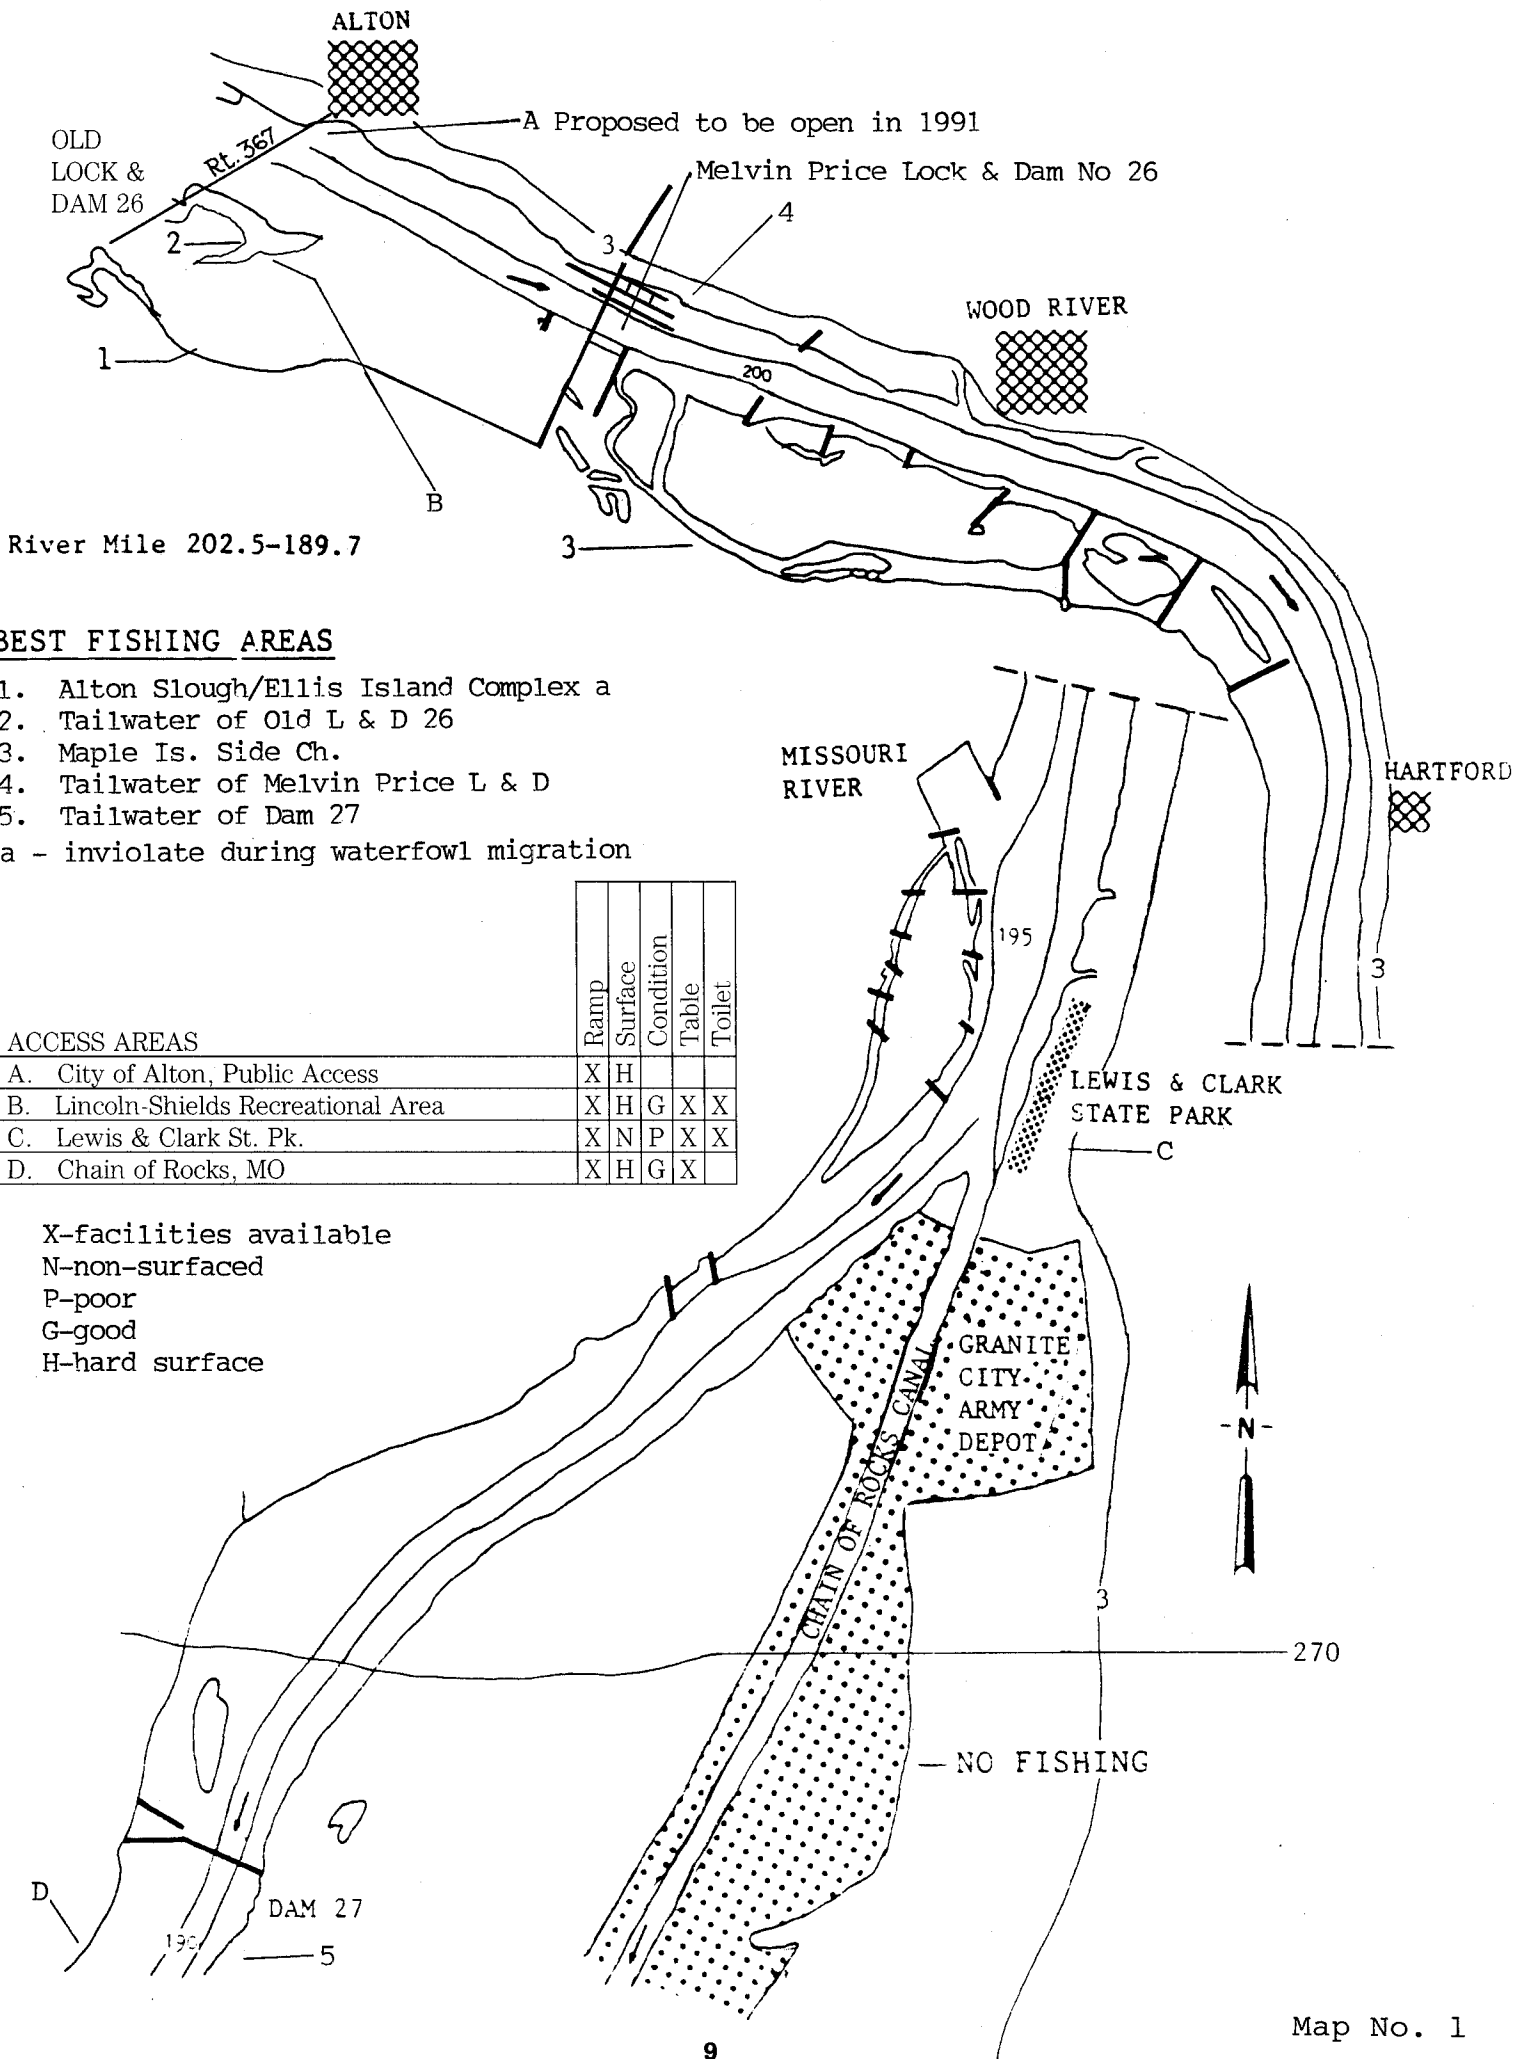 ALTON
A Proposed to be open in 1991
OLD
LOCK &
DAM 26
Rt. 367
Melvin Price Lock & Dam No 26
4
2
3
WOOD RIVER
1
200
B
River Mile 202.5-189.7
3
BEST FISHING AREAS
1. Alton Slough/Ellis Island Complex a
2. Tailwater of Old L & D 26
3. Maple Is. Side Ch.
4. Tailwater of Melvin Price L & D
5. Tailwater of Dam 27
a - inviolate during waterfowl migration
MISSOURI
RIVER
HARTFORD
195
3
ACCESS AREAS Ramp Surface Condition Table Toilet
A. City of Alton, Public Access X H
B. Lincoln-Shields Recreational Area X H G X X
C. Lewis & Clark St. Pk. X N P X X
D. Chain of Rocks, MO X H G X
LEWIS & CLARK
STATE PARK
C
X-facilities available
N-non-surfaced
P-poor
G-good
H-hard surface
GRANITE
CITY
ARMY
DEPOT
CHAIN OF ROCKS CANAL
-N-
3
270
NO FISHING
D
DAM 27
190
5
Map No. 1
9